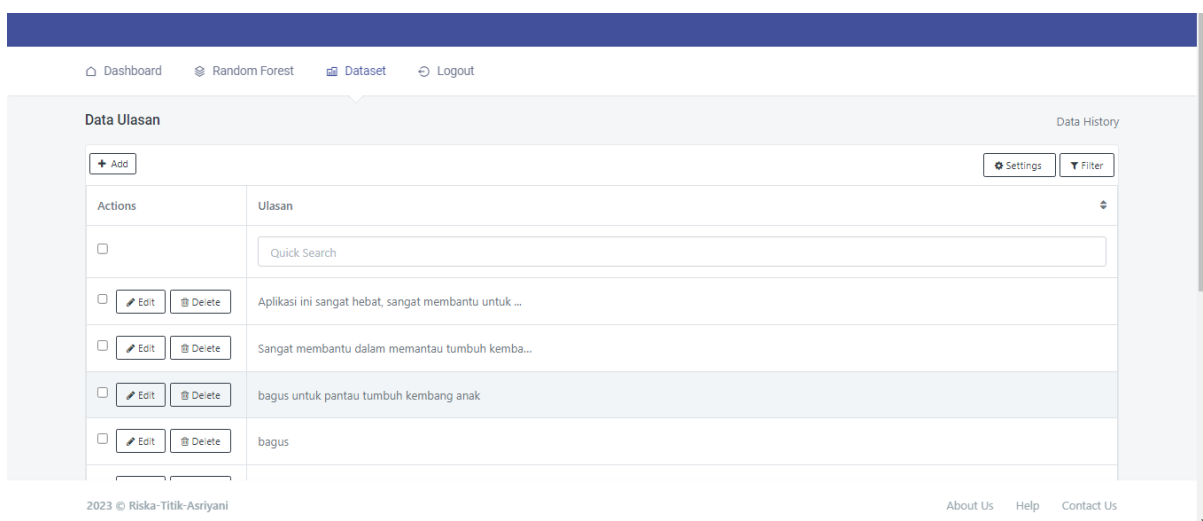 Dashboard Random Forest Dataset Logout
Data Ulasan Data History
Add Settings Filter
Actions Ulasan
Quick Search
Edit Delete Aplikasi ini sangat hebat, sangat membantu untuk ...
Edit Delete Sangat membantu dalam memantau tumbuh kemba...
Edit Delete bagus untuk pantau tumbuh kembang anak
Edit Delete bagus
2023 © Riska-Titik-Asriyani About Us Help Contact Us